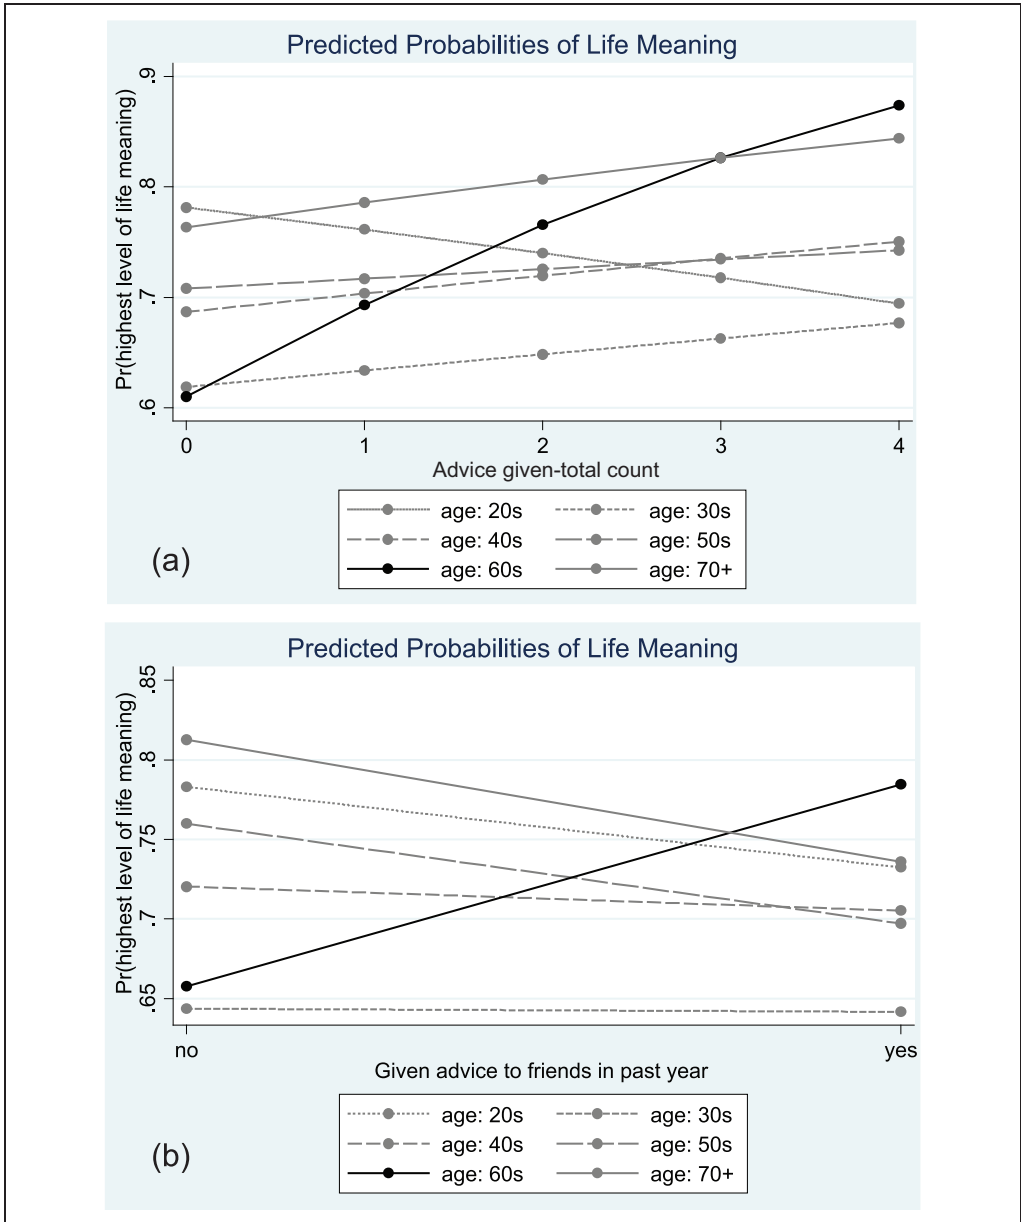 Predicted Probabilities of Life Meaning
Pr(highest level of life meaning)
.9
.8
.7
.6
0 1 2 3 4
Advice given-total count
age: 20s age: 30s
age: 40s age: 50s
age: 60s age: 70+
(a)
Predicted Probabilities of Life Meaning
Pr(highest level of life meaning)
.85
.8
.75
.7
.65
no yes
Given advice to friends in past year
age: 20s age: 30s
age: 40s age: 50s
age: 60s age: 70+
(b)